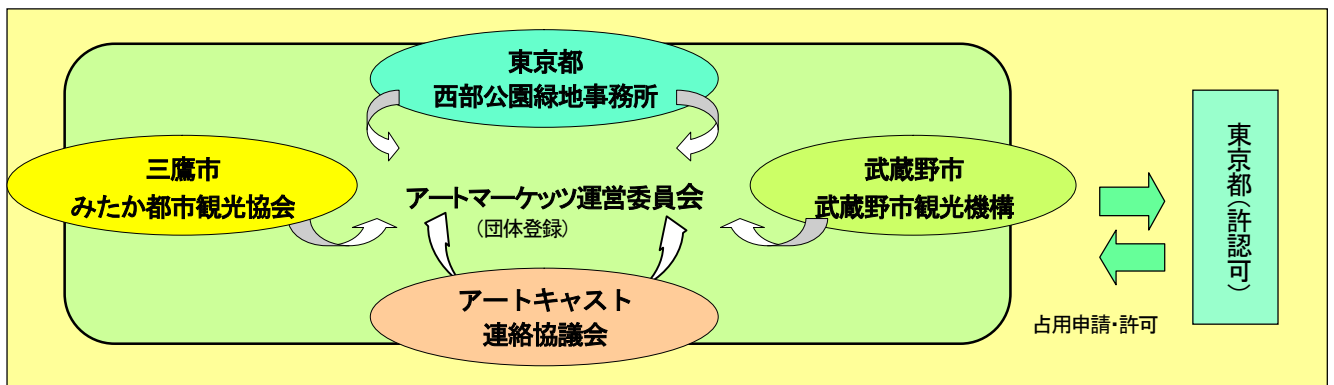 東京都
西部公園緑地事務所
三鷹市
みたか都市観光協会
アートマーケッツ運営委員会
(団体登録)
武蔵野市
武蔵野市観光機構
アートキャスト
連絡協議会
東京都(許認可)
占用申請・許可